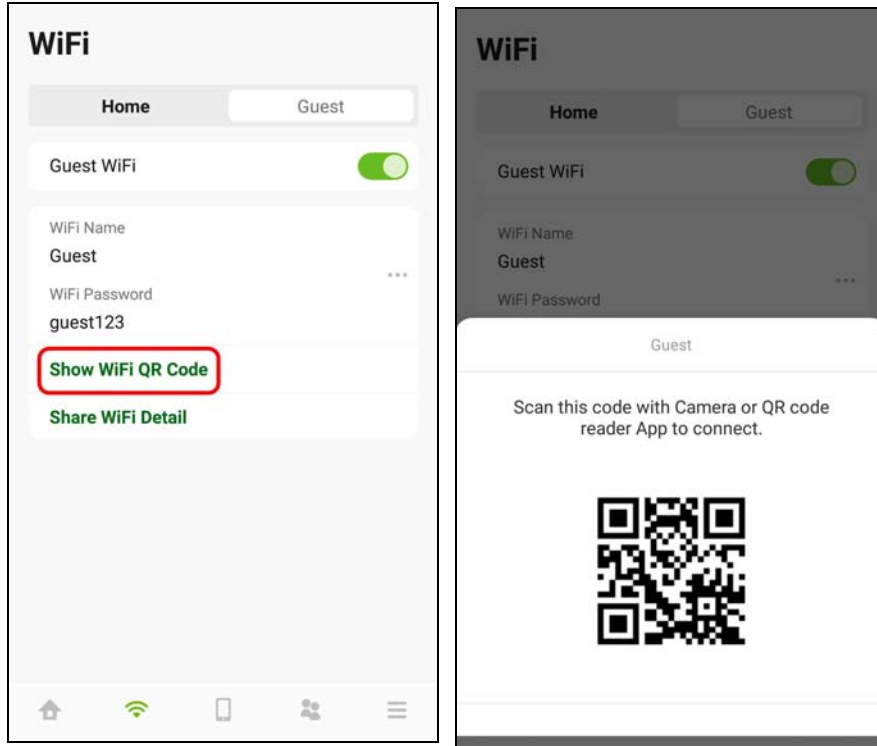 WiFi
Home Guest
Guest WiFi
WiFi Name
Guest
WiFi Password
guest123
Show WiFi QR Code
Share WiFi Detail
WiFi
Home Guest
Guest WiFi
WiFi Name
Guest
WiFi Password
Guest
Scan this code with Camera or QR code
reader App to connect.